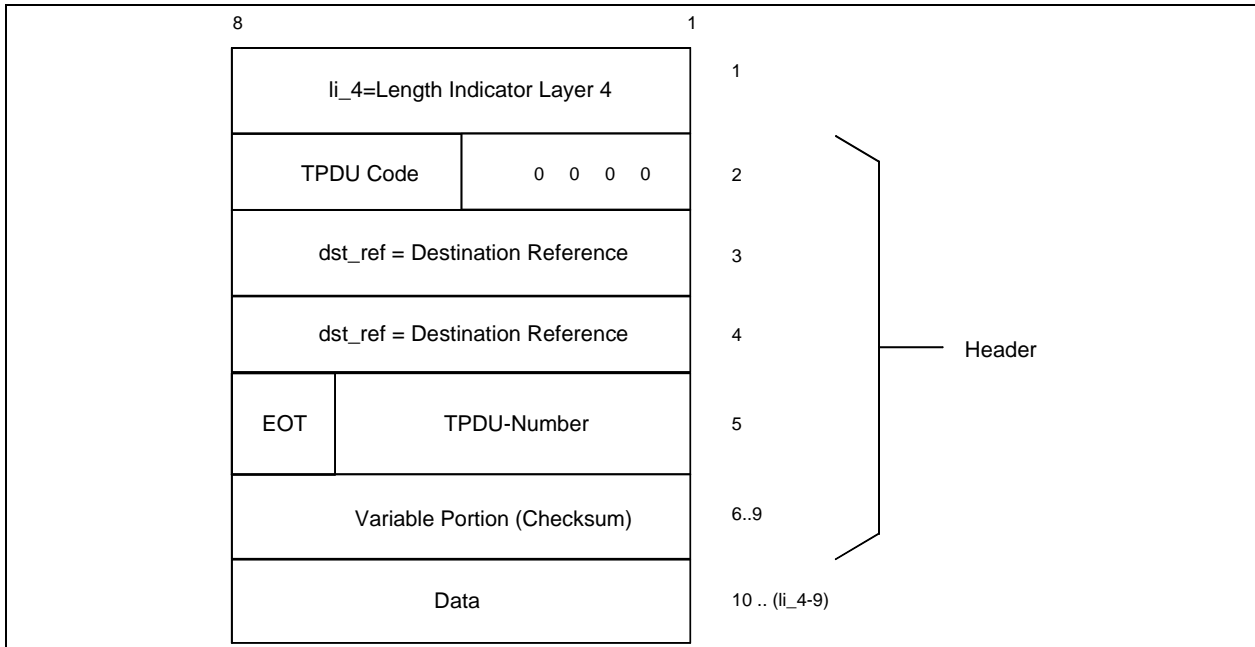 8 1
li_4=Length Indicator Layer 4 1
TPDU Code 0 0 0 0 2
dst_ref = Destination Reference 3
dst_ref = Destination Reference 4
Header
EOT TPDU-Number 5
Variable Portion (Checksum) 6..9
Data 10 .. (li_4-9)